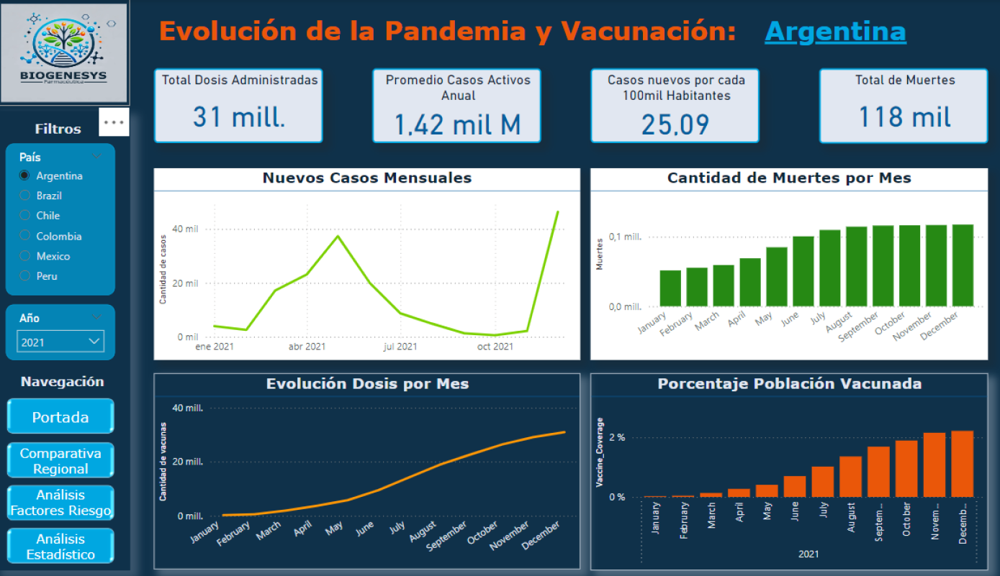 BIOGENESYS
Farmacéutica
Evolución de la Pandemia y Vacunación: Argentina
Total Dosis Administradas
31 mill.
Promedio Casos Activos
Anual
1,42 mil M
Casos nuevos por cada
100mil Habitantes
25,09
Total de Muertes
118 mil
Filtros
País
Argentina
Brazil
Chile
Colombia
Mexico
Peru
Año
2021
Navegación
Portada
Comparativa
Regional
Análisis
Factores Riesgo
Análisis
Estadístico
Nuevos Casos Mensuales
Cantidad de casos
40 mil
20 mil
0 mil
ene 2021
abr 2021
jul 2021
oct 2021
Cantidad de Muertes por Mes
Muertes
0,1 mill.
0,0 mill.
January
February
March
April
May
June
July
August
September
October
November
December
Evolución Dosis por Mes
Cantidad de vacunas
40 mill.
20 mill.
0 mill.
January
February
March
April
May
June
July
August
September
October
November
December
Porcentaje Población Vacunada
Vaccine_Coverage
2 %
0 %
January
February
March
April
May
June
July
August
Septem...
October
Novem...
Decemb...
2021